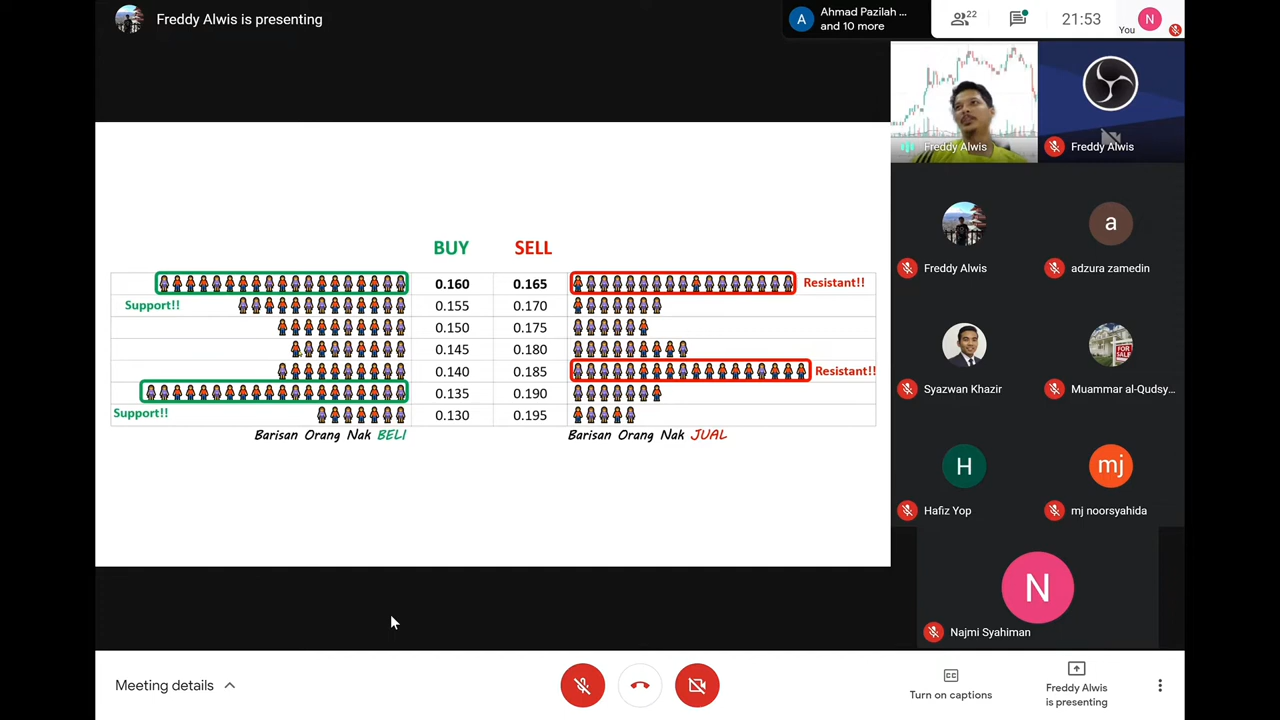 Freddy Alwis is presenting
A
Ahmad Pazilah ...
and 10 more
22
21:53
You
N
Freddy Alwis
Freddy Alwis
Freddy Alwis
a
adzura zamedin
Syazwan Khazir
FOR
SALE
Muammar al-Qudsy...
H
Hafiz Yop
mj
mj noorsyahida
N
Najmi Syahiman
BUY SELL
0.160 0.165 Resistant!!
Support!! 0.155 0.170
0.150 0.175
0.145 0.180
0.140 0.185 Resistant!!
0.135 0.190
Support!! 0.130 0.195
Barisan Orang Nak BELI Barisan Orang Nak JUAL
Meeting details
CC
Turn on captions
Freddy Alwis
is presenting